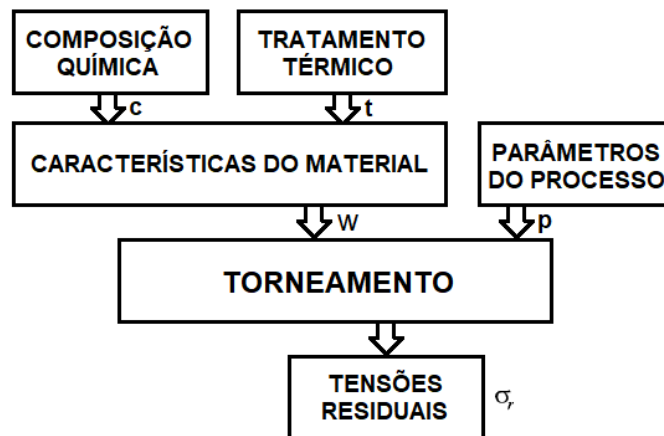 COMPOSIÇÃO
QUÍMICA
TRATAMENTO
TÉRMICO
c
t
CARACTERÍSTICAS DO MATERIAL
PARÂMETROS
DO PROCESSO
W
p
TORNEAMENTO
TENSÕES
RESIDUAIS
σr